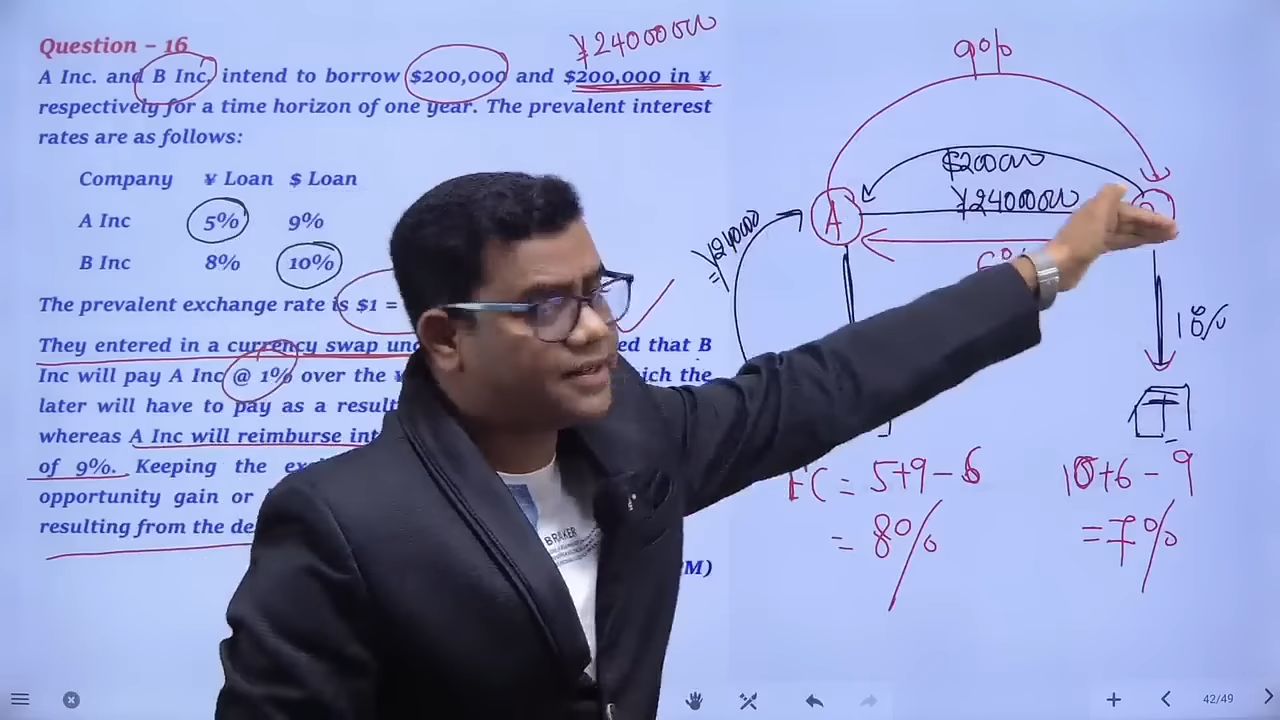 Question – 16
¥24000000
A Inc. and B Inc. intend to borrow $200,000 and $200,000 in ¥
respectively for a time horizon of one year. The prevalent interest
rates are as follows:
Company ¥ Loan $ Loan
A Inc 5% 9%
B Inc 8% 10%
The prevalent exchange rate is $1 =
They entered in a currency swap ed that B
Inc will pay A Inc @ 1% over the ich the
later will have to pay as a result
whereas A Inc will reimburse int
of 9%. Keeping the
opportunity gain or
resulting from the de
PM)
9%
$200000
¥24000000
A
10%
= 5+9-6
= 8%
10+6-9
= 7%
BRAKER
42/49